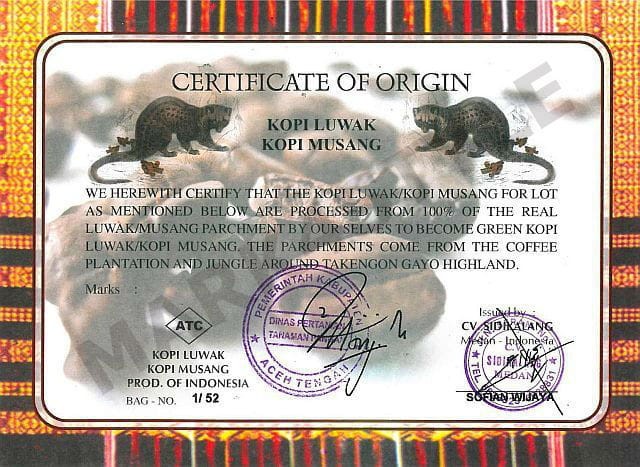 CERTIFICATE OF ORIGIN
KOPI LUWAK
KOPI MUSANG
WE HEREWITH CERTIFY THAT THE KOPI LUWAK/KOPI MUSANG FOR LOT
AS MENTIONED BELOW ARE PROCESSED FROM 100% OF THE REAL
LUWAK/MUSANG PARCHMENT BY OUR SELVES TO BECOME GREEN KOPI
LUWAK/KOPI MUSANG. THE PARCHMENTS COME FROM THE COFFEE
PLANTATION AND JUNGLE AROUND TAKENGON GAYO HIGHLAND.
Marks :
ATC
KOPI LUWAK
KOPI MUSANG
PROD. OF INDONESIA
BAG - NO. 1/52
PEMERINTAH KABUPATEN
DINAS PERTANIAN
TANAMAN
ACEH TENGAH
Issued by
CV. SIDIKALANG
Medan - Indonesia
MEDAN
SOFIAN WIJAYA